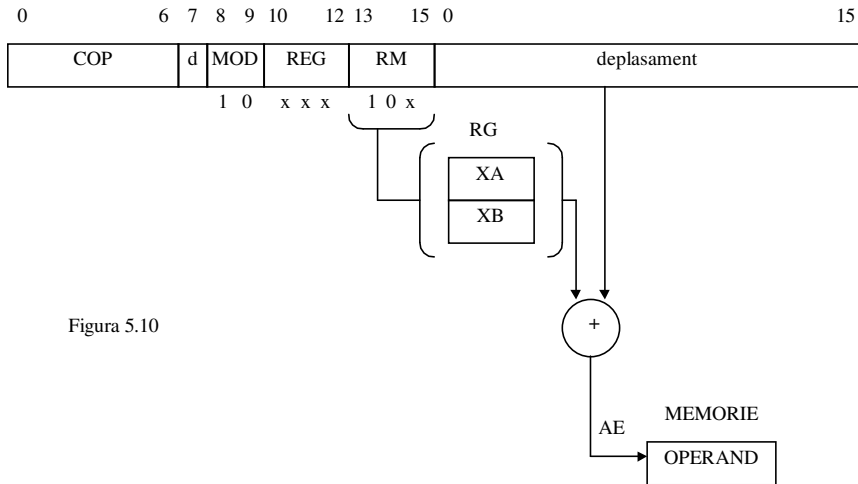 0 6 7 8 9 10 12 13 15 0 15
COP d MOD REG RM deplasament
1 0 x x x 1 0 x
RG
XA
XB
Figura 5.10
+
MEMORIE
AE
OPERAND